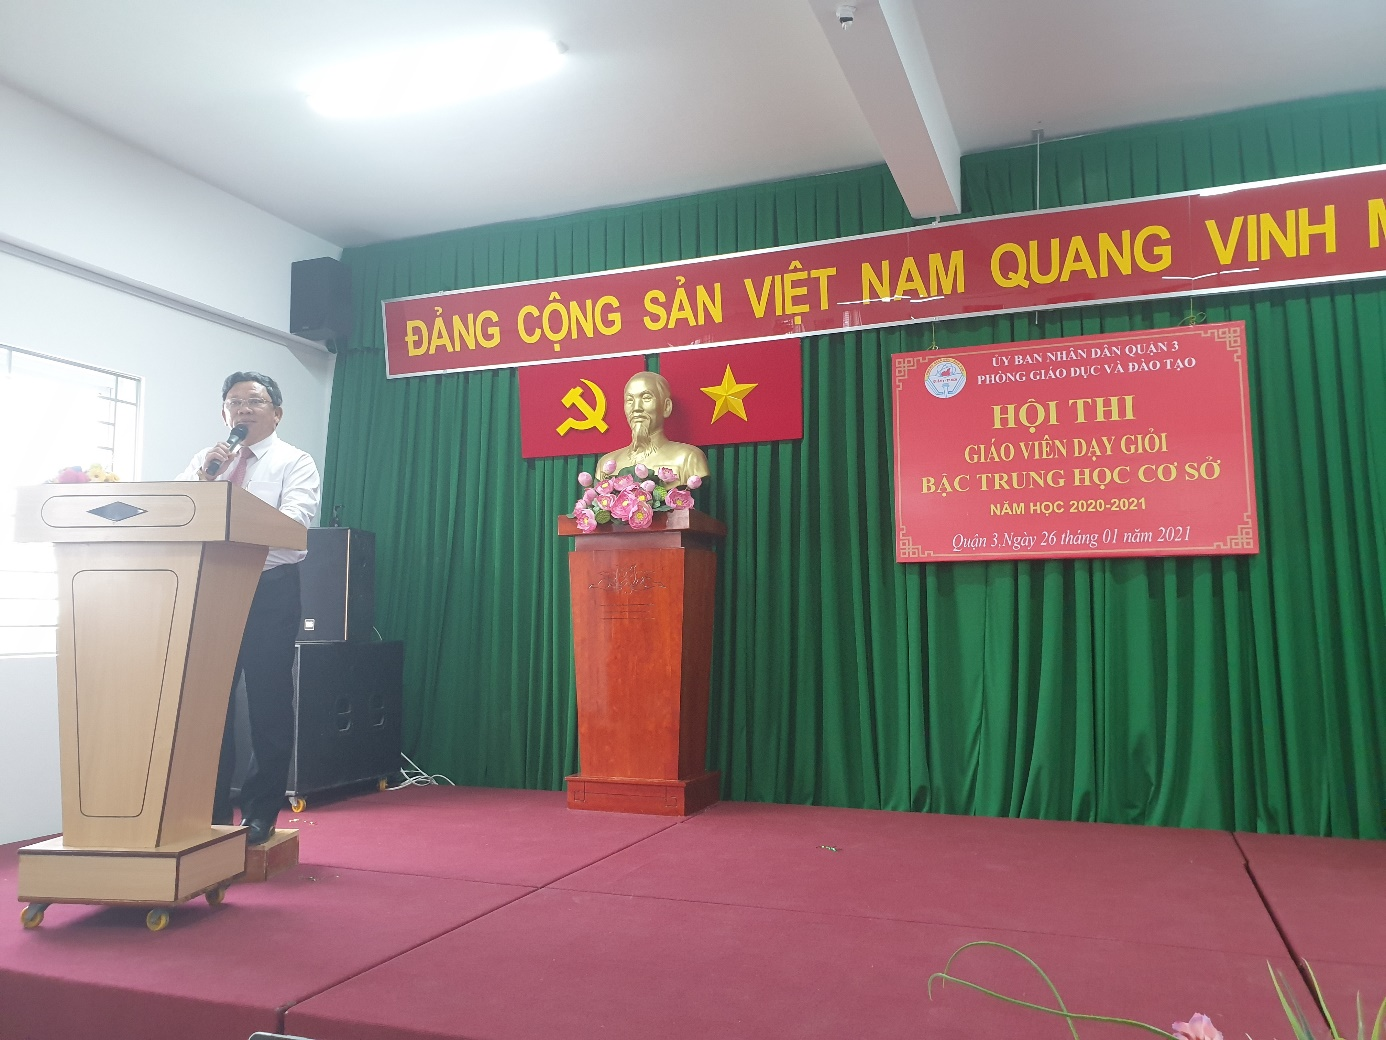 ĐẢNG CỘNG SẢN VIỆT NAM QUANG VINH M
ỦY BAN NHÂN DÂN QUẬN 3
PHÒNG GIÁO DỤC VÀ ĐÀO TẠO
HỘI THI
GIÁO VIÊN DẠY GIỎI
BẬC TRUNG HỌC CƠ SỞ
NĂM HỌC 2020-2021
Quận 3,Ngày 26 tháng 01 năm 2021